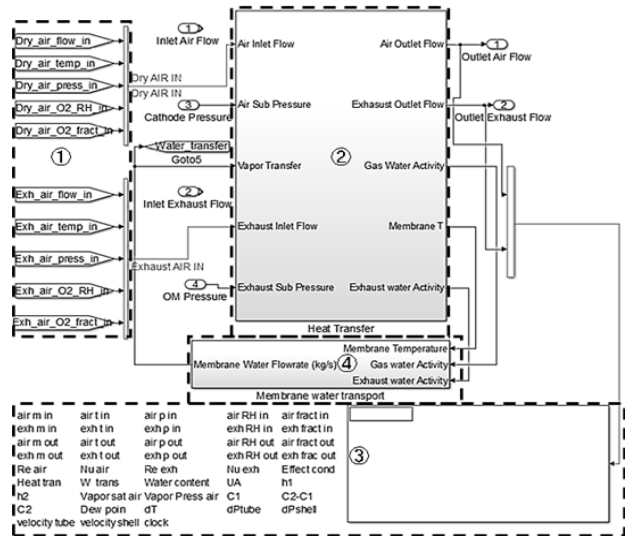 Dry_air_flow_in
Dry_air_temp_in
Dry_air_press_in
Dry_air_O2_RH_in
Dry_air_O2_fract_in
Dry AIR IN
Dry AIR IN
①
Exh_air_flow_in
Exh_air_temp_in
Exh_air_press_in
Exh_air_O2_RH_in
Exh_air_O2_fract_in
Exhaust AIR IN
1
Inlet Air Flow
3
Cathode Pressure
Water_transfer
Goto5
2
Inlet Exhaust Flow
4
OM Pressure
Air Inlet Flow
Air Sub Pressure
Vapor Transfer
Exhaust Inlet Flow
Exhaust Sub Pressure
②
Air Outlet Flow
Exhaust Outlet Flow
Gas Water Activity
Membrane T
Exhaust water Activity
Heat Transfer
1
Outlet Air Flow
2
Outlet Exhaust Flow
Membrane Water Flowrate (kg/s)
④
Membrane Temperature
Gas water Activity
Exhaust water Activity
Membrane water transport
air m in air t in air p in air RH in air fract in
exh m in exh t in exh p in exh RH in exh fract in
air m out air t out air p out air RH out air fract out
exh m out exh t out exh p out exh RH out exh frac out
Re air Nu air Re exh Nu exh Effect cond
Heat tran W trans Water content UA h1
h2 Vapor sat air Vapor Press air C1 C2-C1
C2 Dew poin dT dPtube dPshell
velocity tube velocity shell clock
③